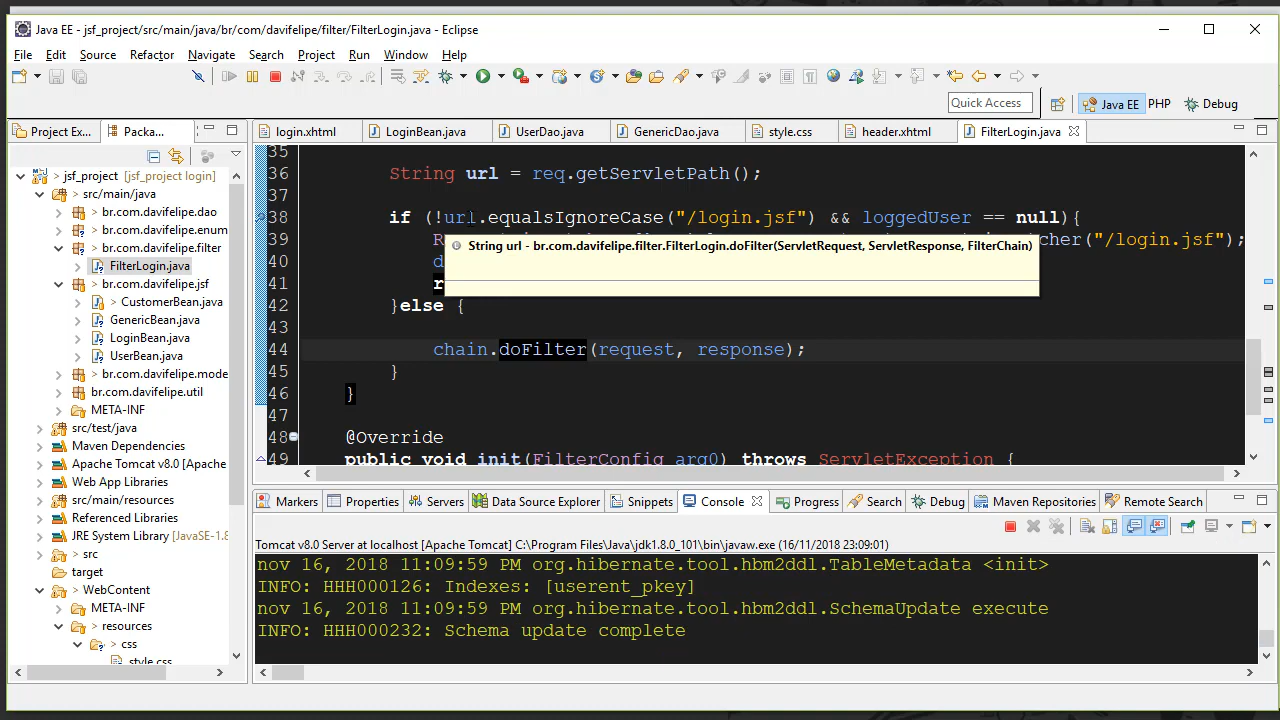 Java EE - jsf_project/src/main/java/br/com/davifelipe/filter/FilterLogin.java - Eclipse
File Edit Source Refactor Navigate Search Project Run Window Help
Quick Access Java EE PHP Debug
Project Ex... Packa...
login.xhtml LoginBean.java UserDao.java GenericDao.java style.css header.xhtml FilterLogin.java
jsf_project [jsf_project login]
src/main/java
br.com.davifelipe.dao
br.com.davifelipe.enum
br.com.davifelipe.filter
FilterLogin.java
br.com.davifelipe.jsf
CustomerBean.java
GenericBean.java
LoginBean.java
UserBean.java
br.com.davifelipe.mode
br.com.davifelipe.util
META-INF
src/test/java
Maven Dependencies
Apache Tomcat v8.0 [Apache
Web App Libraries
src/main/resources
Referenced Libraries
JRE System Library [JavaSE-1.8
src
target
WebContent
META-INF
resources
css
style.css
35
36 String url = req.getServletPath();
37
38 if (!url.equalsIgnoreCase("/login.jsf") && loggedUser == null){
39 R tcher("/login.jsf");
String url - br.com.davifelipe.filter.FilterLogin.doFilter(ServletRequest, ServletResponse, FilterChain)
40 d
41 r
42 }else {
43
44 chain.doFilter(request, response);
45 }
46 }
47
48 @Override
49 public void init(FilterConfig arg0) throws ServletException {
Markers Properties Servers Data Source Explorer Snippets Console Progress Search Debug Maven Repositories Remote Search
Tomcat v8.0 Server at localhost [Apache Tomcat] C:\Program Files\Java\jdk1.8.0_101\bin\javaw.exe (16/11/2018 23:09:01)
nov 16, 2018 11:09:59 PM org.hibernate.tool.hbm2ddl.TableMetadata <init>
INFO: HHH000126: Indexes: [userent_pkey]
nov 16, 2018 11:09:59 PM org.hibernate.tool.hbm2ddl.SchemaUpdate execute
INFO: HHH000232: Schema update complete